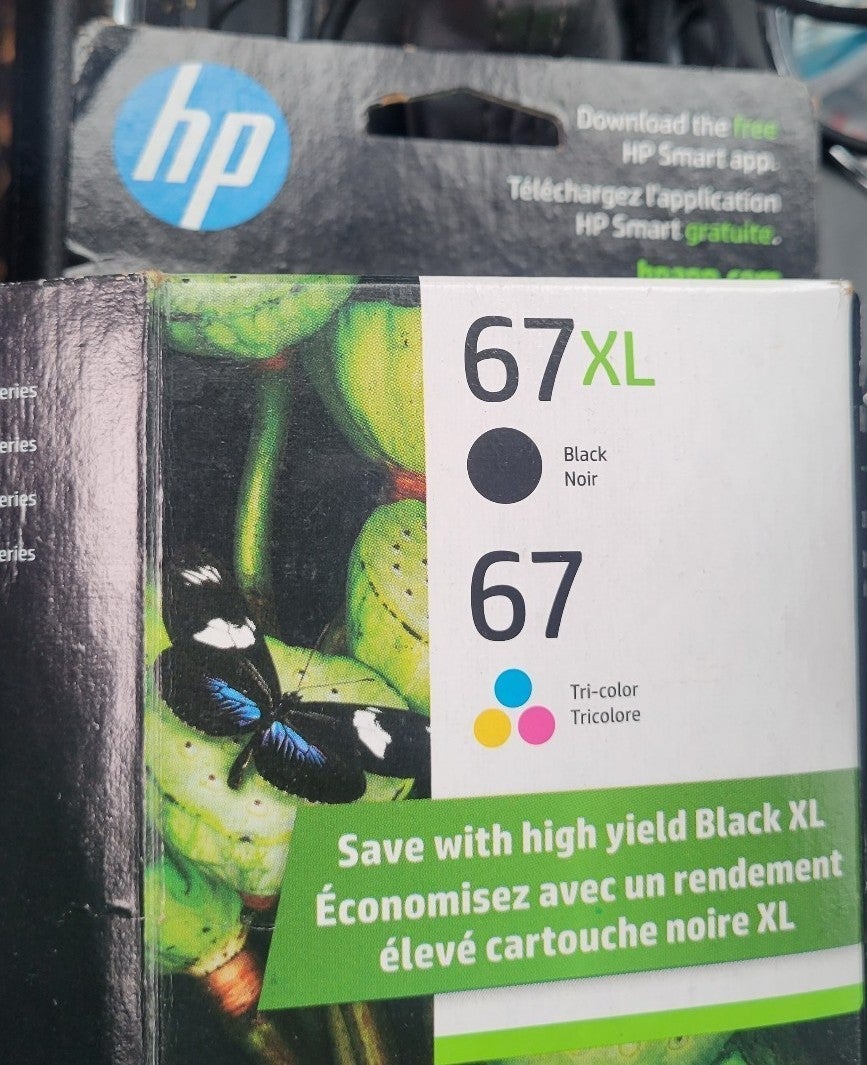 hp
Download the free
HP Smart app.
Téléchargez l'application
HP Smart gratuite.
67XL
Black
Noir
67
Tri-color
Tricolore
Save with high yield Black XL
Économisez avec un rendement
élevé cartouche noire XL